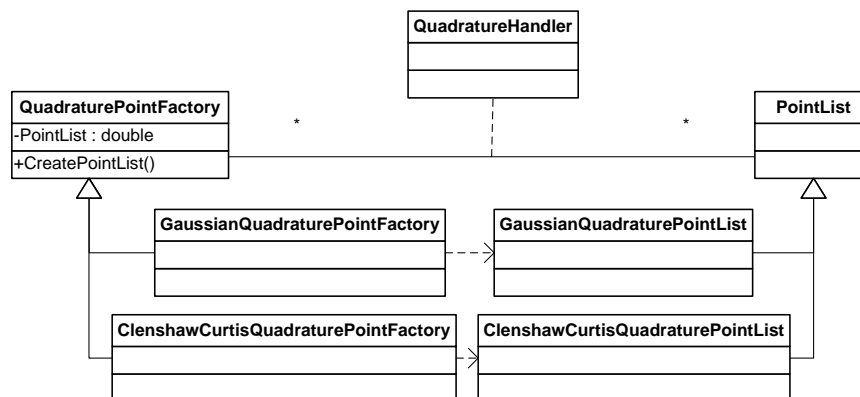 QuadratureHandler
QuadraturePointFactory
-PointList : double
+CreatePointList()
*
*
PointList
GaussianQuadraturePointFactory
GaussianQuadraturePointList
ClenshawCurtisQuadraturePointFactory
ClenshawCurtisQuadraturePointList